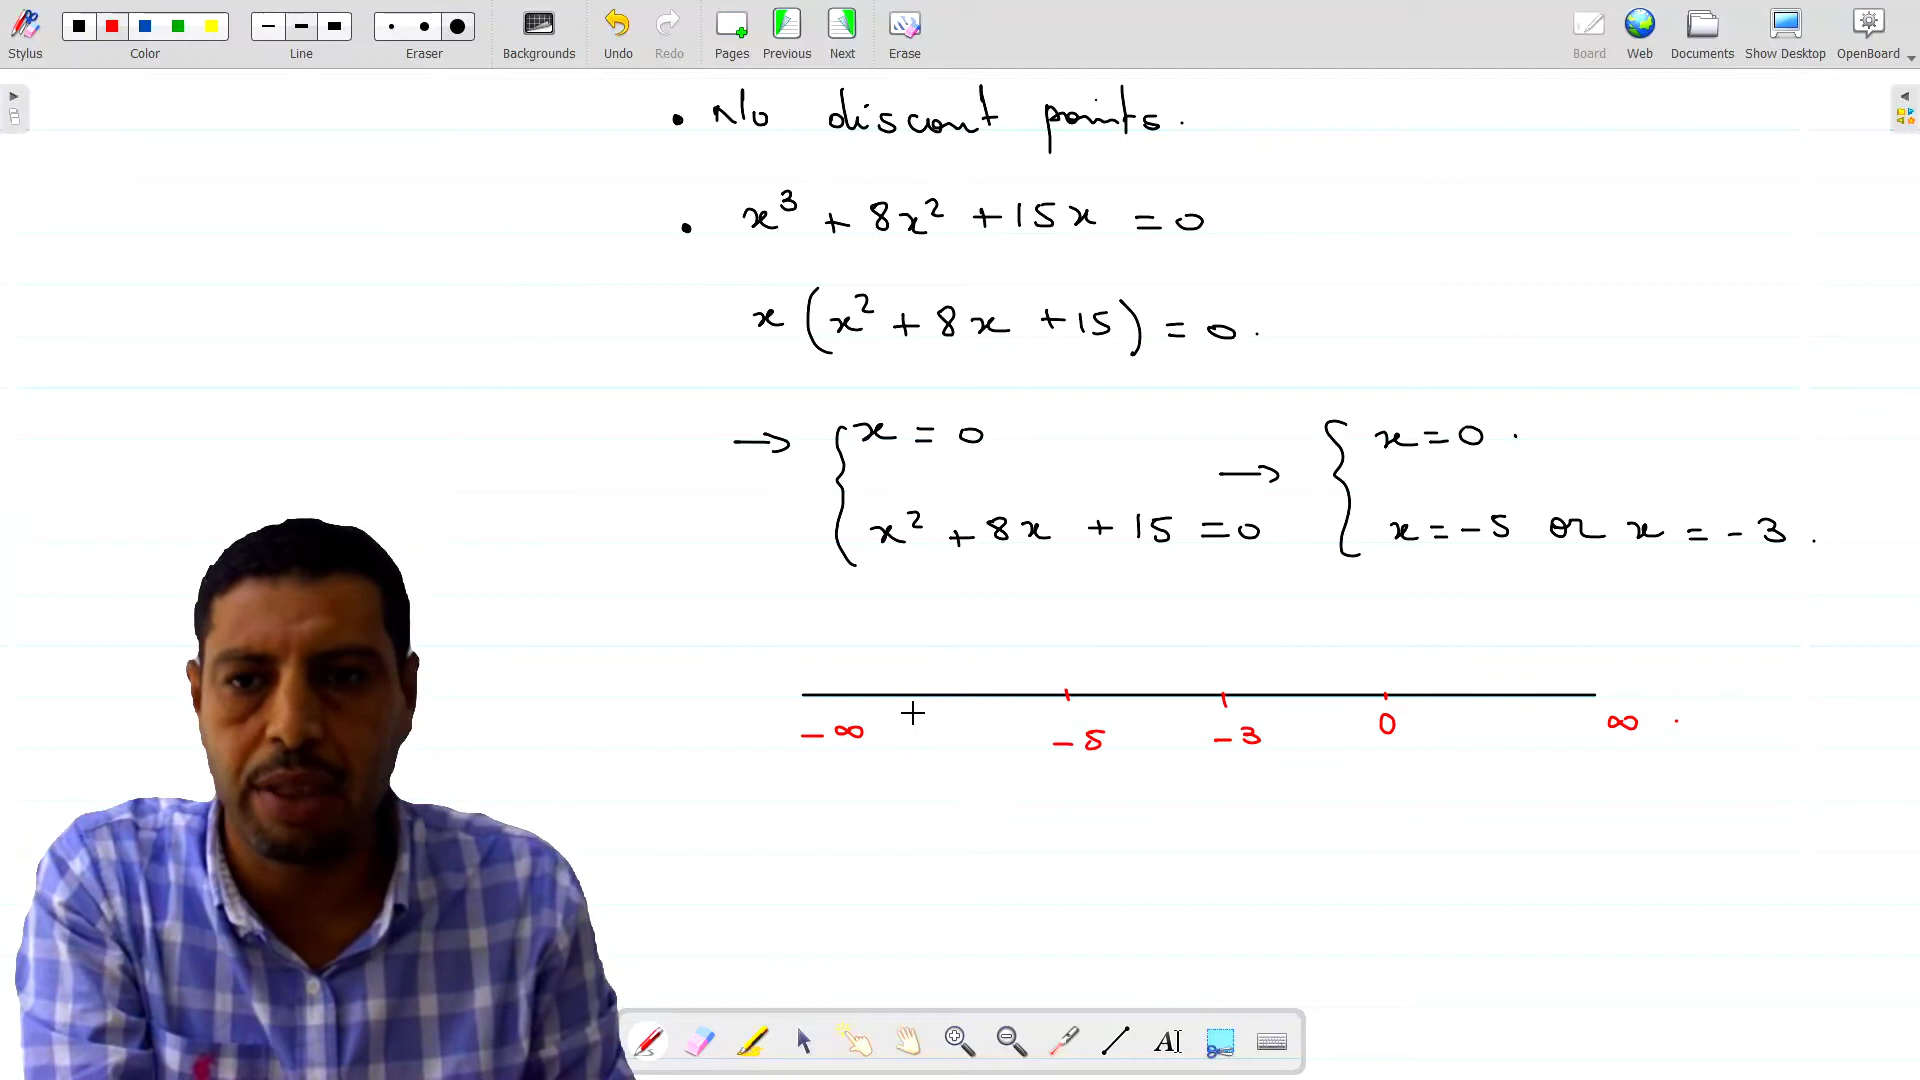 Stylus Color Line Eraser Backgrounds Undo Redo Pages Previous Next Erase Board Web Documents Show Desktop OpenBoard
• No discont points.
• x³ + 8x² + 15x = 0
x (x² + 8x + 15) = 0.
→ { x = 0 → { x = 0.
x² + 8x + 15 = 0 x = -5 or x = -3.
-∞ -5 -3 0 ∞.